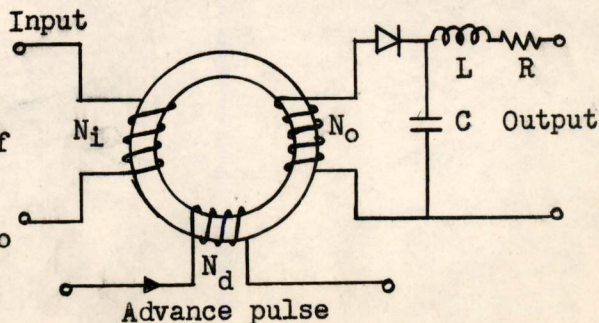 Input
L R
f
Ni
No
C Output
o
Nd
Advance pulse